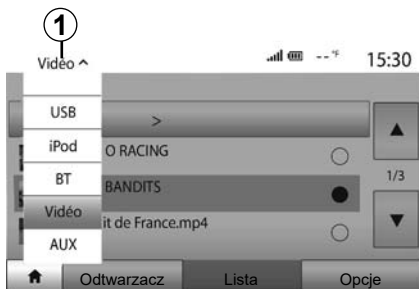 1
Vidéo ^
--°F 15:30
USB
>
iPod
O RACING
BT
BANDITS
1/3
Vidéo
it de France.mp4
AUX
Odtwarzacz Lista Opcje